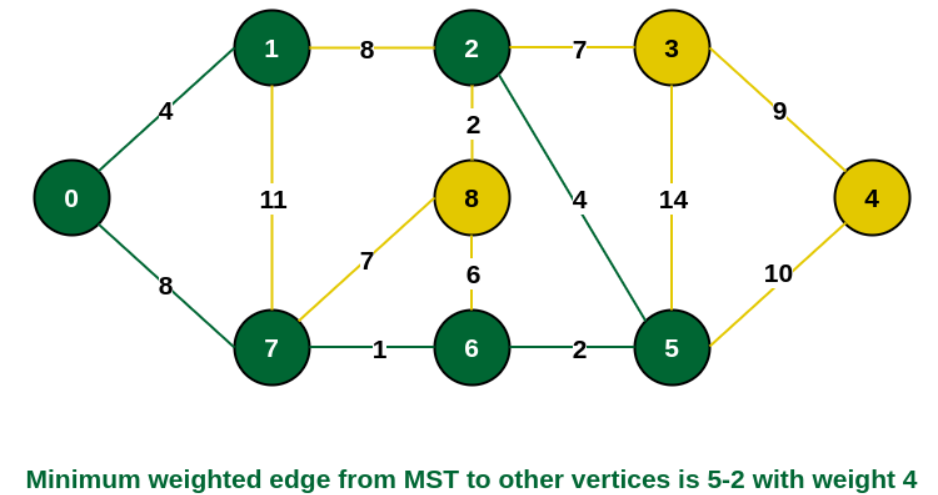 1 8 2 7 3
4 2 9
0 11 8 4 14 4
8 7 6 10
7 1 6 2 5
Minimum weighted edge from MST to other vertices is 5-2 with weight 4